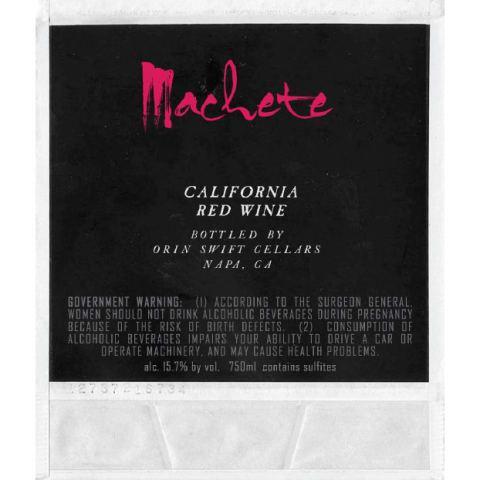 Machete
CALIFORNIA
RED WINE
BOTTLED BY
ORIN SWIFT CELLARS
NAPA, CA
GOVERNMENT WARNING: (1) ACCORDING TO THE SURGEON GENERAL,
WOMEN SHOULD NOT DRINK ALCOHOLIC BEVERAGES DURING PREGNANCY
BECAUSE OF THE RISK OF BIRTH DEFECTS. (2) CONSUMPTION OF
ALCOHOLIC BEVERAGES IMPAIRS YOUR ABILITY TO DRIVE A CAR OR
OPERATE MACHINERY, AND MAY CAUSE HEALTH PROBLEMS.
alc. 15.7% by vol. 750ml contains sulfites